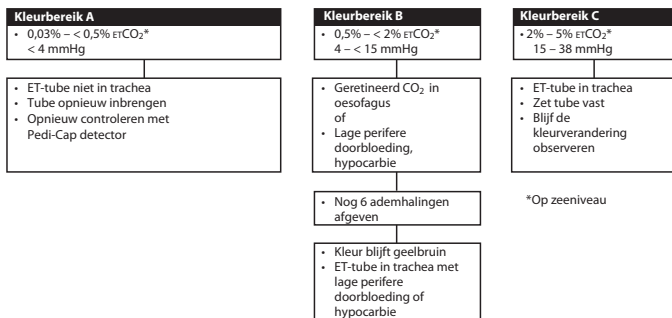 Kleurbereik A
• 0,03% – < 0,5% ETCO₂*
< 4 mmHg
• ET-tube niet in trachea
• Tube opnieuw inbrengen
• Opnieuw controleren met
Pedi-Cap detector
Kleurbereik B
• 0,5% – < 2% ETCO₂*
4 – < 15 mmHg
• Geretineerd CO₂ in
oesofagus
of
• Lage perifere
doorbloeding,
hypocarbie
• Nog 6 ademhalingen
afgeven
• Kleur blijft geelbruin
• ET-tube in trachea met
lage perifere
doorbloeding of
hypocarbie
Kleurbereik C
• 2% – 5% ETCO₂*
15 – 38 mmHg
• ET-tube in trachea
• Zet tube vast
• Blijf de
kleurverandering
observeren
*Op zeeniveau